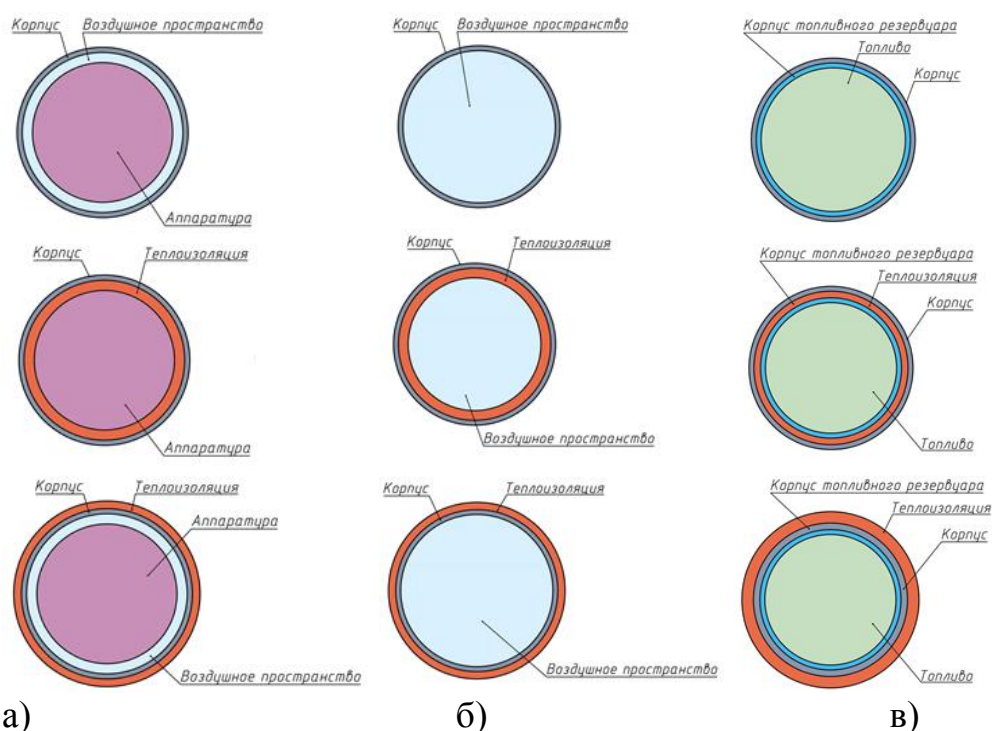 Корпус Воздушное пространство
Аппаратура
Корпус Воздушное пространство
Корпус топливного резервуара
Топливо
Корпус
Корпус Теплоизоляция
Аппаратура
Корпус Теплоизоляция
Воздушное пространство
Корпус топливного резервуара
Теплоизоляция
Корпус
Топливо
Корпус Теплоизоляция
Аппаратура
Воздушное пространство
Корпус Теплоизоляция
Воздушное пространство
Корпус топливного резервуара
Теплоизоляция
Корпус
Топливо
а) б) в)